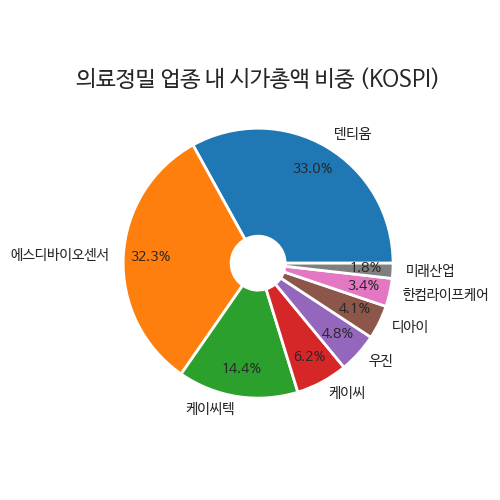 의료정밀 업종 내 시가총액 비중 (KOSPI)
덴티움
33.0%
에스디바이오센서
32.3%
케이씨텍
14.4%
케이씨
6.2%
우진
4.8%
디아이
4.1%
한컴라이프케어
3.4%
미래산업
1.8%